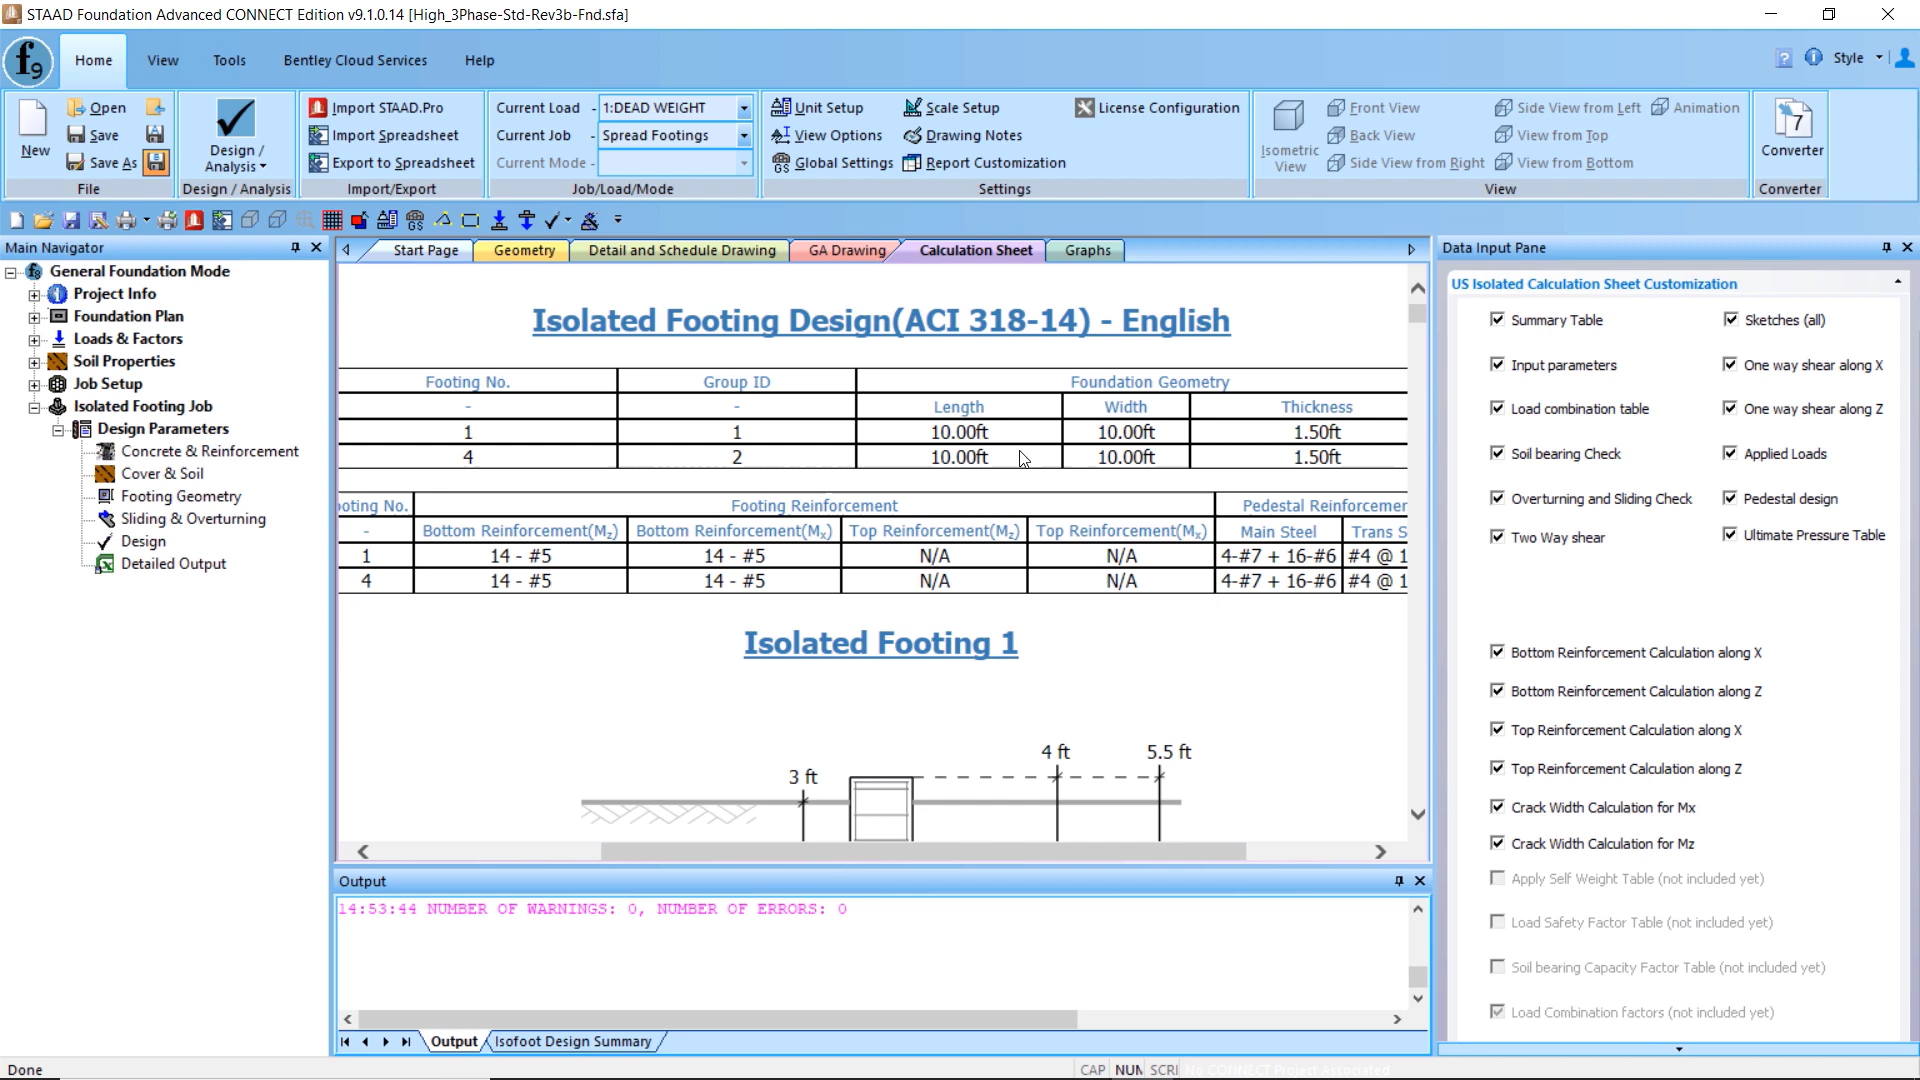 STAAD Foundation Advanced CONNECT Edition v9.1.0.14 [High_3Phase-Std-Rev3b-Fnd.sfa]
f9 Home View Tools Bentley Cloud Services Help ? Style
New Open Save Save As
File
Design / Analysis
Design / Analysis
Import STAAD.Pro
Import Spreadsheet
Export to Spreadsheet
Import/Export
Current Load - 1:DEAD WEIGHT
Current Job - Spread Footings
Current Mode -
Job/Load/Mode
Unit Setup Scale Setup License Configuration
View Options Drawing Notes
Global Settings Report Customization
Settings
Isometric View
Front View Side View from Left Animation
Back View View from Top
Side View from Right View from Bottom
View
7
Converter
Converter
Main Navigator
General Foundation Mode
Project Info
Foundation Plan
Loads & Factors
Soil Properties
Job Setup
Isolated Footing Job
Design Parameters
Concrete & Reinforcement
Cover & Soil
Footing Geometry
Sliding & Overturning
Design
Detailed Output
Start Page Geometry Detail and Schedule Drawing GA Drawing Calculation Sheet Graphs
Isolated Footing Design(ACI 318-14) - English
Footing No. Group ID Foundation Geometry
- - Length Width Thickness
1 1 10.00ft 10.00ft 1.50ft
4 2 10.00ft 10.00ft 1.50ft
ooting No. Footing Reinforcement Pedestal Reinforcemer
- Bottom Reinforcement(Mz) Bottom Reinforcement(Mx) Top Reinforcement(Mz) Top Reinforcement(Mx) Main Steel Trans S
1 14 - #5 14 - #5 N/A N/A 4-#7 + 16-#6 #4 @ 1
4 14 - #5 14 - #5 N/A N/A 4-#7 + 16-#6 #4 @ 1
Isolated Footing 1
3 ft 4 ft 5.5 ft
Output
14:53:44 NUMBER OF WARNINGS: 0, NUMBER OF ERRORS: 0
Output Isofoot Design Summary
Data Input Pane
US Isolated Calculation Sheet Customization
Summary Table Sketches (all)
Input parameters One way shear along X
Load combination table One way shear along Z
Soil bearing Check Applied Loads
Overturning and Sliding Check Pedestal design
Two Way shear Ultimate Pressure Table
Bottom Reinforcement Calculation along X
Bottom Reinforcement Calculation along Z
Top Reinforcement Calculation along X
Top Reinforcement Calculation along Z
Crack Width Calculation for Mx
Crack Width Calculation for Mz
Apply Self Weight Table (not included yet)
Load Safety Factor Table (not included yet)
Soil bearing Capacity Factor Table (not included yet)
Load Combination factors (not included yet)
Done CAP NUM SCRI No CONNECT Project Associated